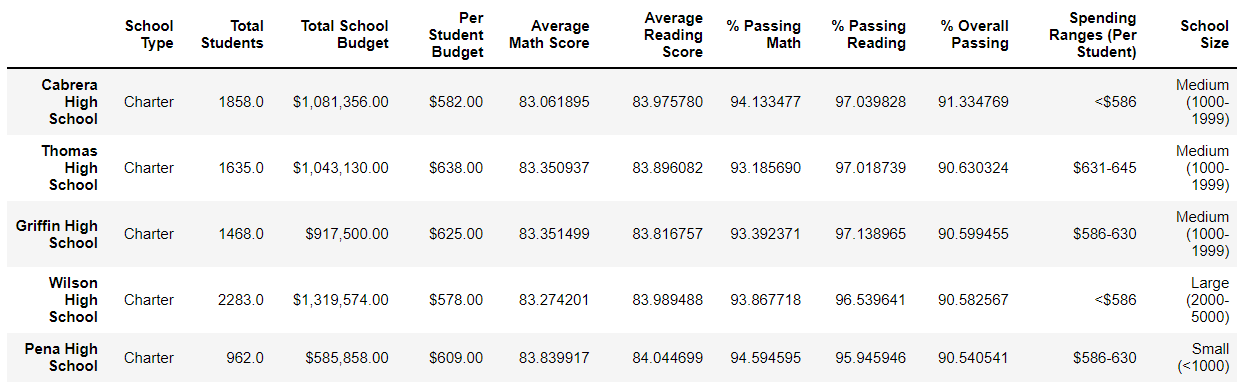 School Type Total Students Total School Budget Per Student Budget Average Math Score Average Reading Score % Passing Math % Passing Reading % Overall Passing Spending Ranges (Per Student) School Size
Cabrera High School Charter 1858.0 $1,081,356.00 $582.00 83.061895 83.975780 94.133477 97.039828 91.334769 <$586 Medium (1000-1999)
Thomas High School Charter 1635.0 $1,043,130.00 $638.00 83.350937 83.896082 93.185690 97.018739 90.630324 $631-645 Medium (1000-1999)
Griffin High School Charter 1468.0 $917,500.00 $625.00 83.351499 83.816757 93.392371 97.138965 90.599455 $586-630 Medium (1000-1999)
Wilson High School Charter 2283.0 $1,319,574.00 $578.00 83.274201 83.989488 93.867718 96.539641 90.582567 <$586 Large (2000-5000)
Pena High School Charter 962.0 $585,858.00 $609.00 83.839917 84.044699 94.594595 95.945946 90.540541 $586-630 Small (<1000)